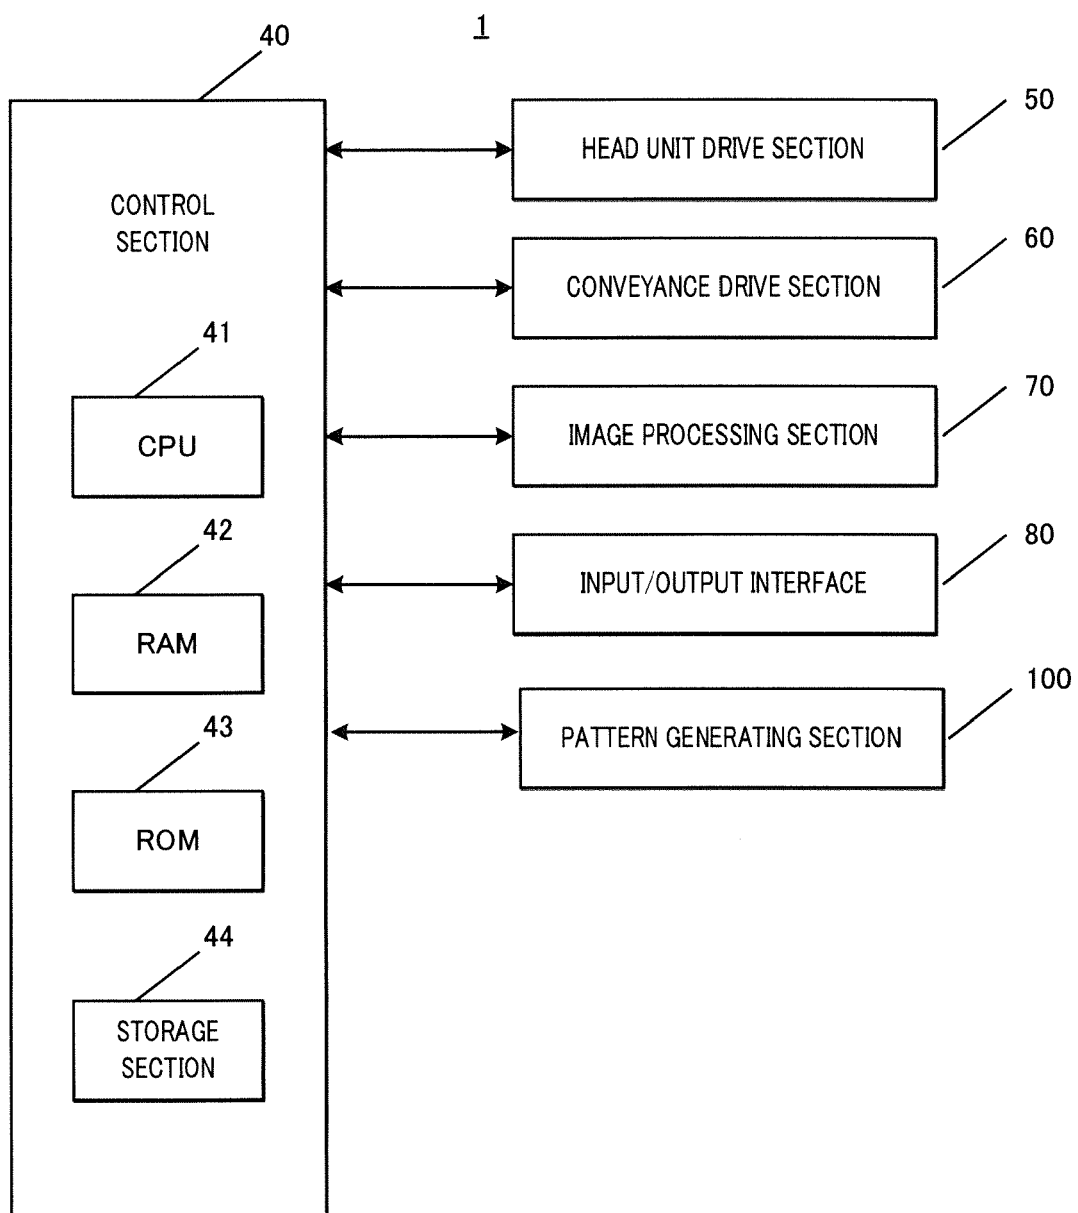 1
40
CONTROL
SECTION
41
CPU
42
RAM
43
ROM
44
STORAGE
SECTION
50
HEAD UNIT DRIVE SECTION
60
CONVEYANCE DRIVE SECTION
70
IMAGE PROCESSING SECTION
80
INPUT/OUTPUT INTERFACE
100
PATTERN GENERATING SECTION